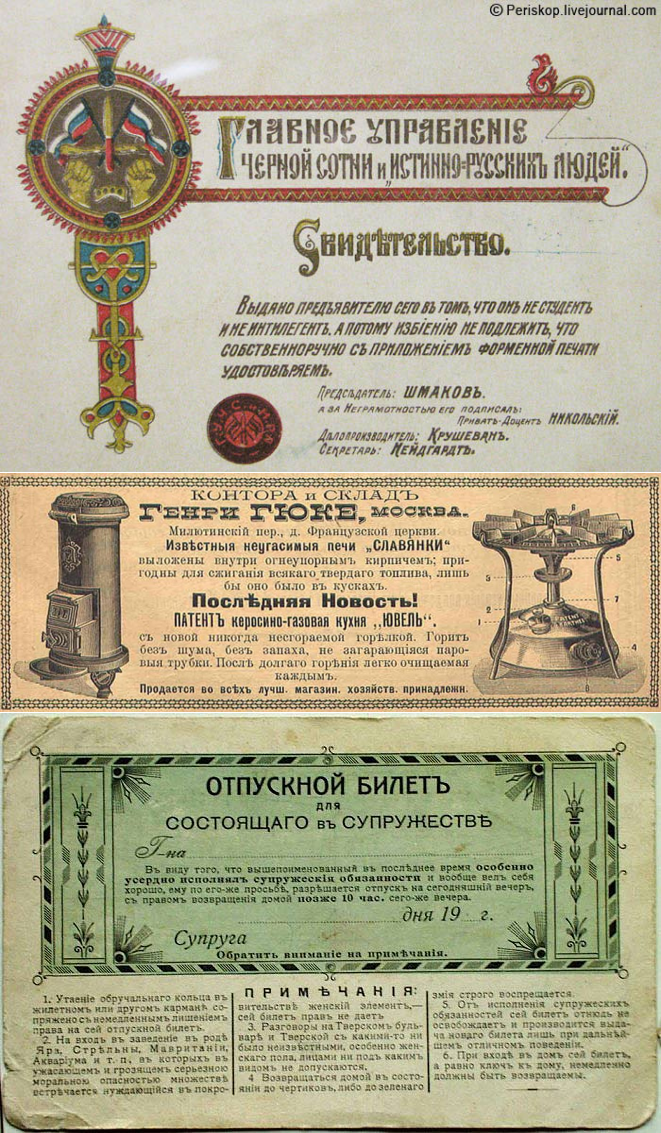 © Periskop.livejournal.com
Главное управленіе
Черной сотни и „истинно-русскихъ людей“.
Свидѣтельство.
Выдано предъявителю сего въ томъ, что онъ не студентъ
и не интилегентъ, а потому избіенію не подлежитъ, что
собственноручно съ приложеніемъ форменной печати
удостовѣряемъ.
Предсѣдатель: Шмаковъ.
а за неграмотностью его подписалъ:
Приватъ-Доцентъ Никольскій.
Дѣлопроизводитель: Крушеванъ.
Секретарь: Нейдгардтъ.
КОНТОРА и СКЛАДЪ
ГЕНРИ ГЮКЕ, МОСКВА.
Милютинскій пер., д. Французской церкви.
Извѣстныя неугасимыя печи „СЛАВЯНКИ“
выложены внутри огнеупорнымъ кирпичемъ; при-
годны для сжиганія всякаго твердаго топлива, лишь
бы оно было въ кускахъ.
Послѣдняя Новость!
ПАТЕНТЪ керосино-газовая кухня „ЮВЕЛЬ“.
съ новой никогда несгораемой горѣлкой. Горитъ
безъ шума, безъ запаха, не загарающіяся паро-
выя трубки. Послѣ долгаго горѣнія легко очищаемая
каждымъ.
Продается во всѣхъ лучш. магазин. хозяйств. принадлежн.
ОТПУСКНОЙ БИЛЕТЪ
для
СОСТОЯЩАГО въ СУПРУЖЕСТВѢ
Г-на
Въ виду того, что вышепоименованный въ послѣднее время особенно
усердно исполнялъ супружескія обязанности и вообще велъ себя
хорошо, ему по его-же просьбѣ, разрѣшается отпускъ на сегодняшній вечеръ,
съ правомъ возвращенія домой позже 10 час. сего-же вечера.
дня 19 г.
Супруга
Обратить вниманіе на примѣчанія.
ПРИМѢЧАНІЯ:
1. Утаеніе обручальнаго кольца въ
жилетномъ или другомъ карманѣ со-
пряжено съ немедленнымъ лишеніемъ
права на сей отпускной билетъ.
2. На входъ въ заведеніе въ родѣ
Яра, Стрѣльны, Мавританіи,
Акваріума и т. п., въ которыхъ въ
ужасающемъ и грозящемъ серьезною
моральною опасностью множествѣ
встрѣчается нуждающійся въ покро-
вительствѣ женскій элементъ,—
сей билетъ правъ не даетъ
3. Разговоры на Тверскомъ буль-
варѣ и Тверской съ какими-то ни
было неизвѣстными, особенно жен-
скаго пола, лицами ни подъ какимъ
видомъ не допускаются.
4 Возвращаться домой въ состо-
яніи до чертиковъ, либо до зеленаго
змія строго воспрещается.
5. Отъ исполненія супружескихъ
обязанностей сей билетъ отнюдь не
освобождаетъ и производится выда-
ча новаго билета лишь при дальнѣй-
шемъ отличномъ поведеніи.
6. При входѣ въ домъ сей билетъ,
а равно ключъ къ дому, немедленно
должны быть возвращаемы.